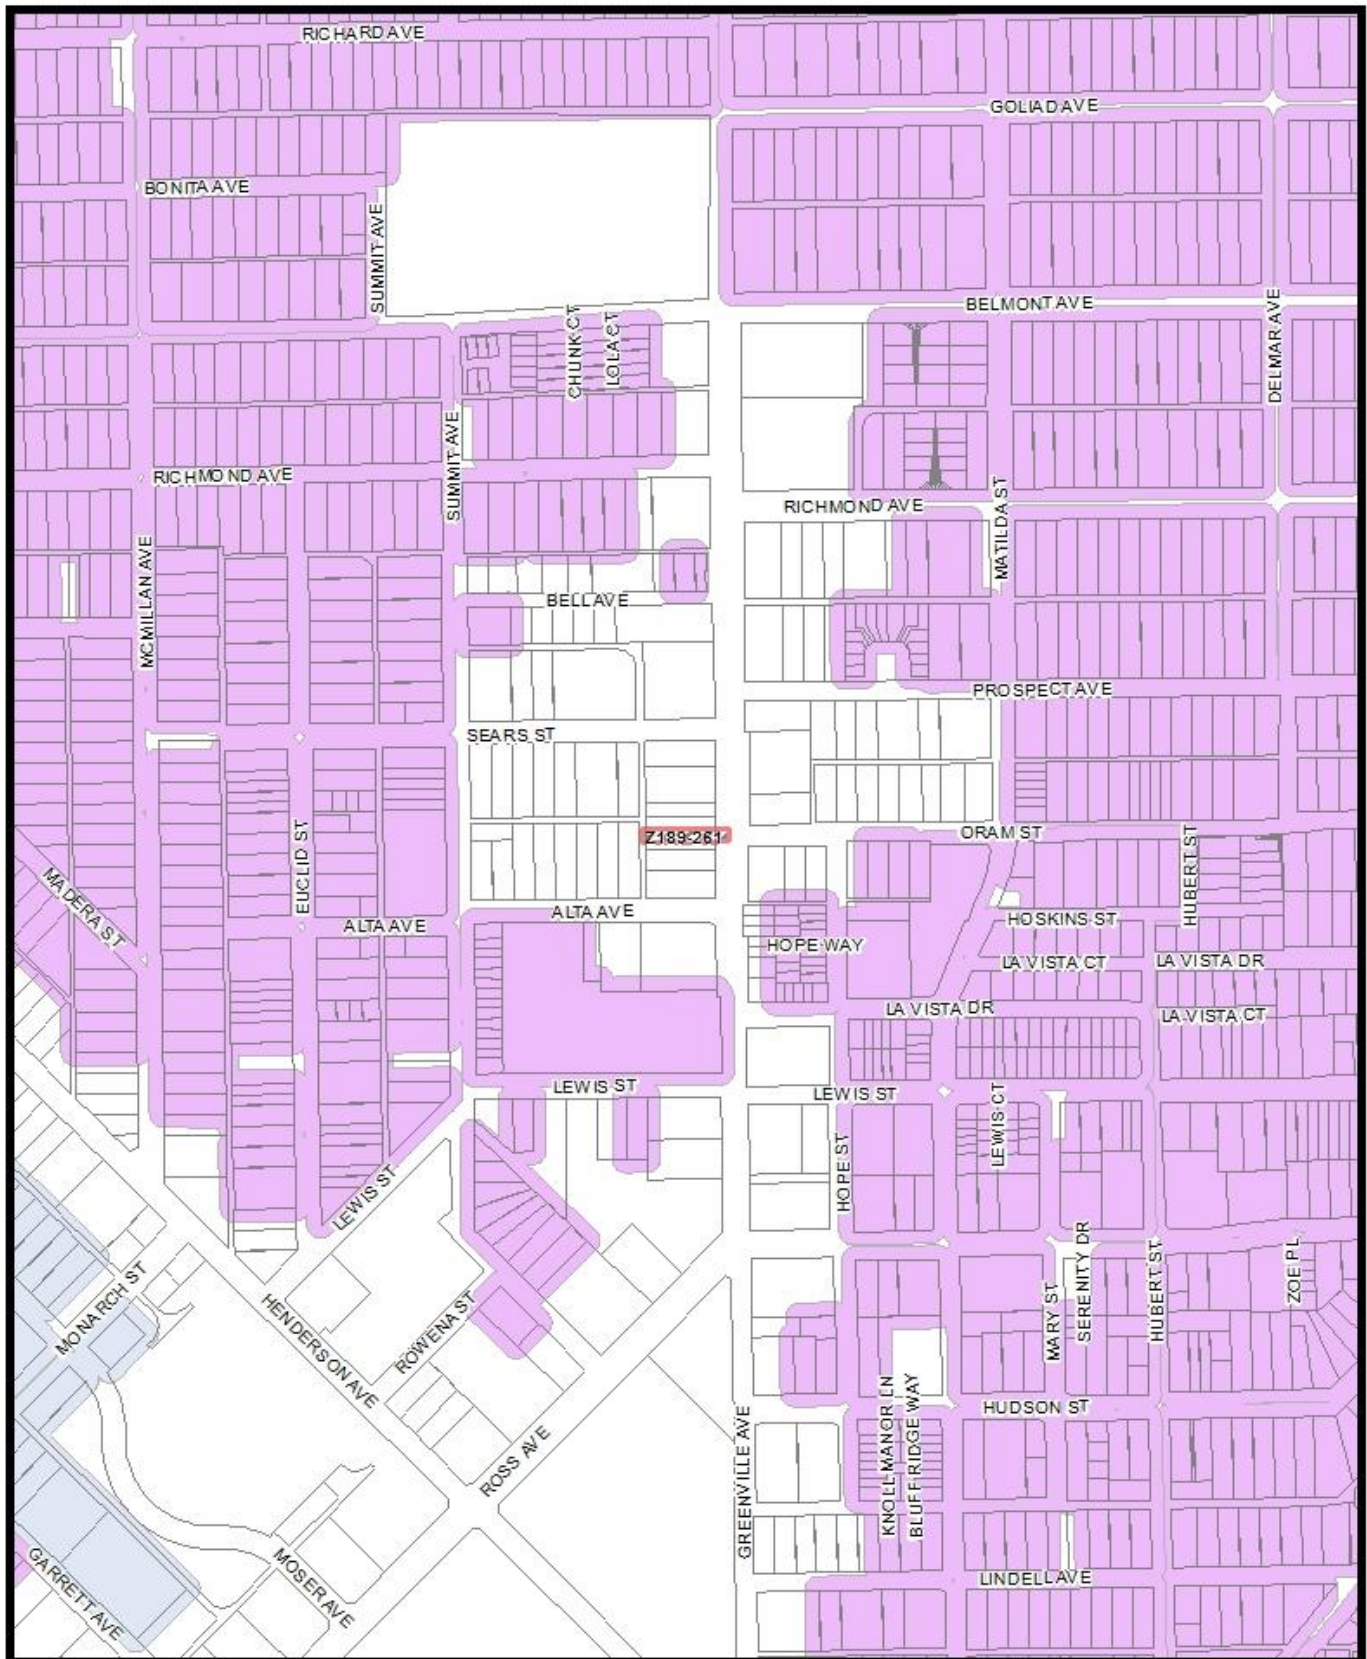 RICHARD AVE
GOLIAD AVE
BONITA AVE
SUMMIT AVE
BELMONT AVE
DELMAR AVE
CHUNK CT
LOLA CT
SUMMIT AVE
RICHMOND AVE
RICHMOND AVE
MATILDA ST
MCMILLAN AVE
BELL AVE
PROSPECT AVE
SEARS ST
Z189-261
ORAM ST
EUCLID ST
HUBERT ST
MADERA ST
ALTA AVE
ALTA AVE
HOSKINS ST
HOPE WAY
LA VISTA CT
LA VISTA DR
LA VISTA DR
LA VISTA CT
LEWIS ST
LEWIS ST
LEWIS CT
HOPE ST
LEWIS ST
MONARCH ST
HENDERSON AVE
ROWENA ST
MARY ST
SERENITY DR
HUBERT ST
ZOE PL
KNOLL MANOR LN
BLUFF RIDGE WAY
HUDSON ST
ROSS AVE
GREENVILLE AVE
GARRETT AVE
MOSER AVE
LINDELL AVE